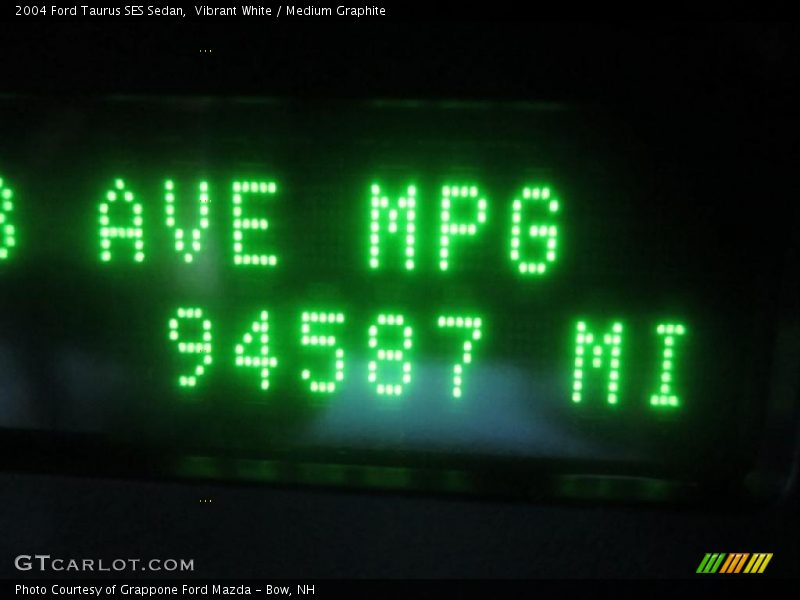 2004 Ford Taurus SES Sedan,  Vibrant White / Medium Graphite
AVE MPG
94587 MI
GTCARLOT.COM
Photo Courtesy of Grappone Ford Mazda - Bow, NH